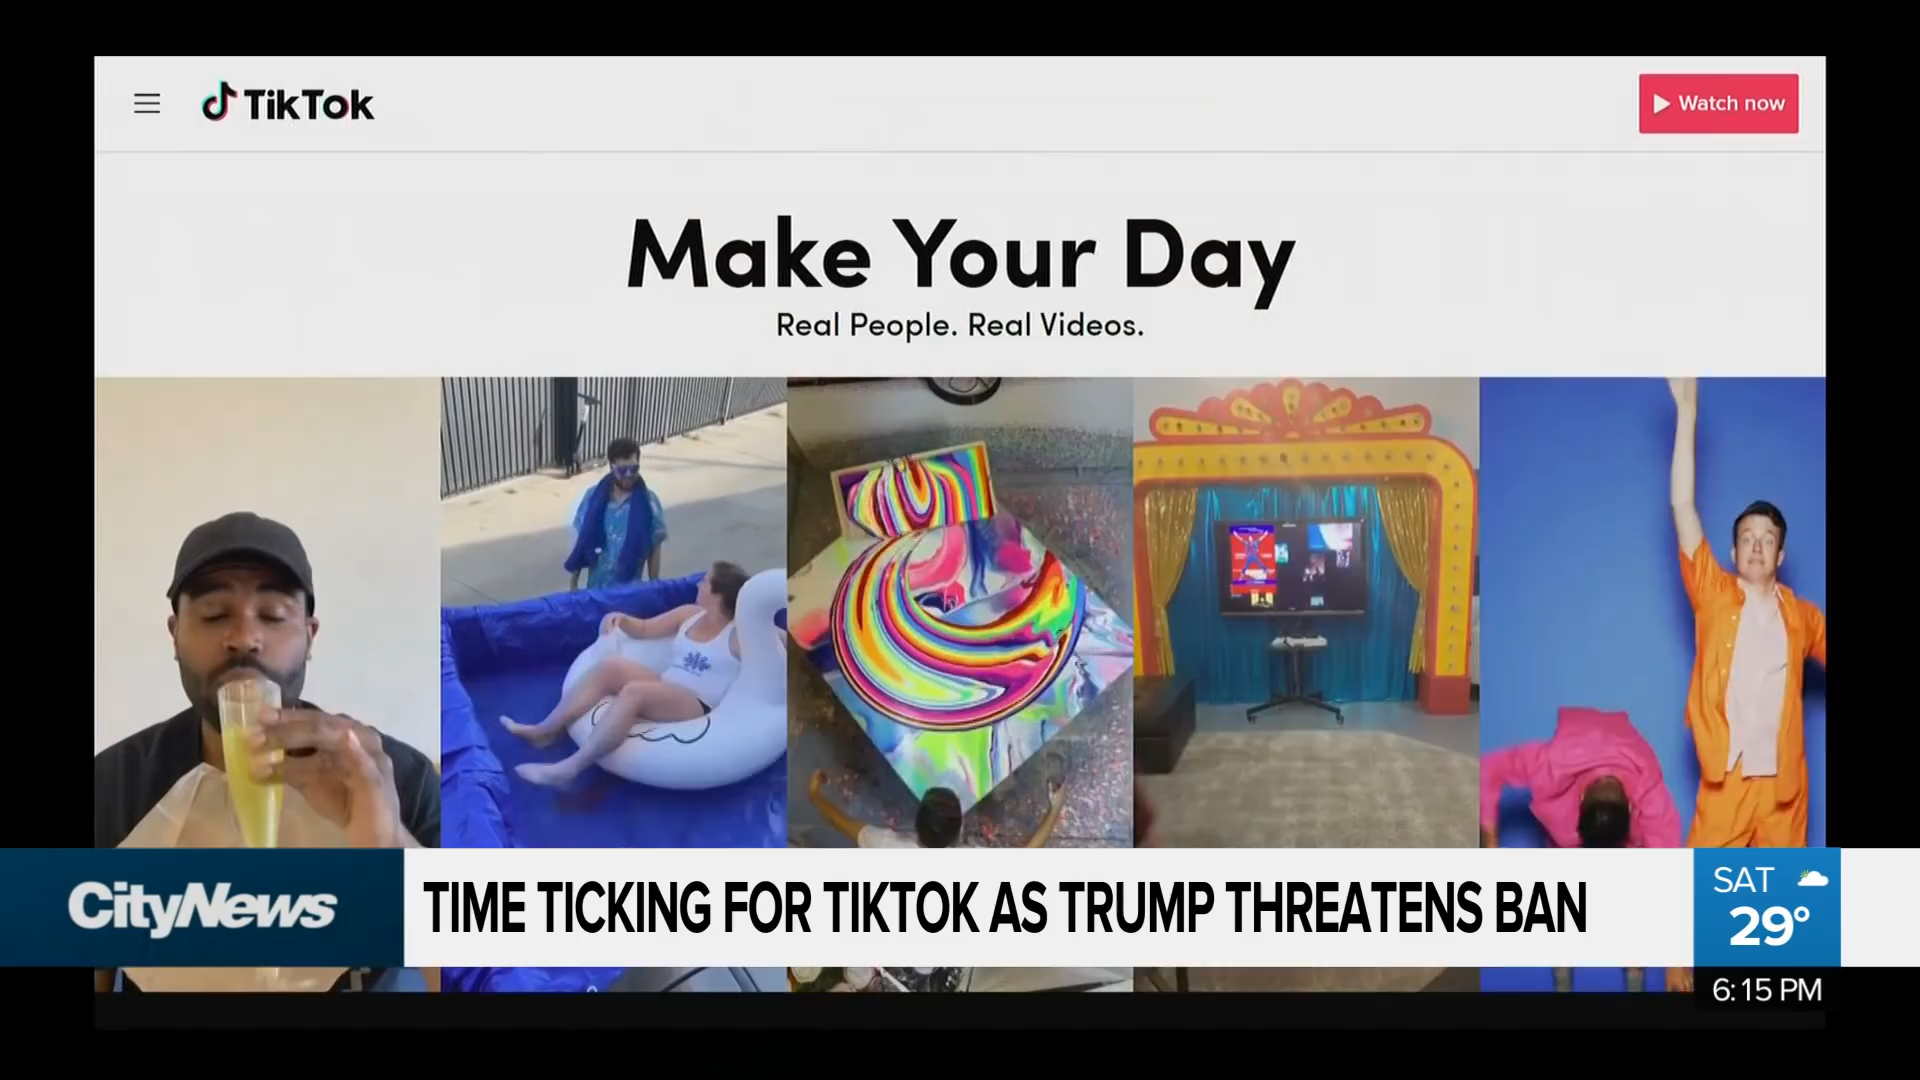 TikTok
Watch now
Make Your Day
Real People. Real Videos.
CityNews
TIME TICKING FOR TIKTOK AS TRUMP THREATENS BAN
SAT
29°
6:15 PM